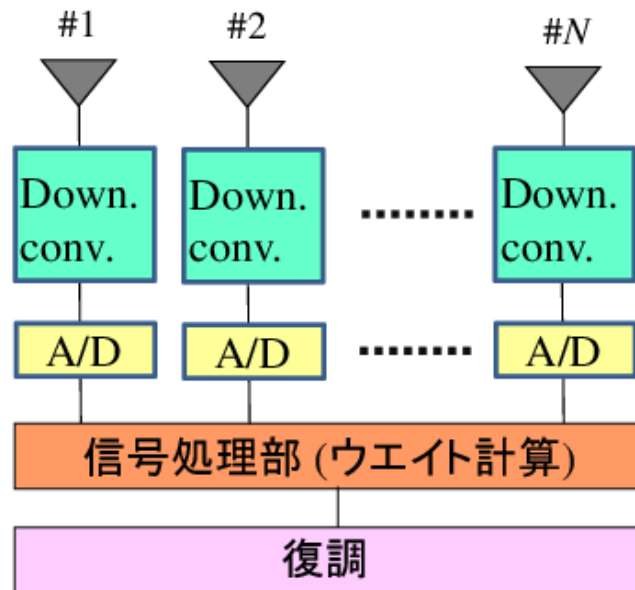 #1
#2
#N
Down.
conv.
Down.
conv.
Down.
conv.
A/D
A/D
A/D
信号処理部 (ウエイト計算)
復調